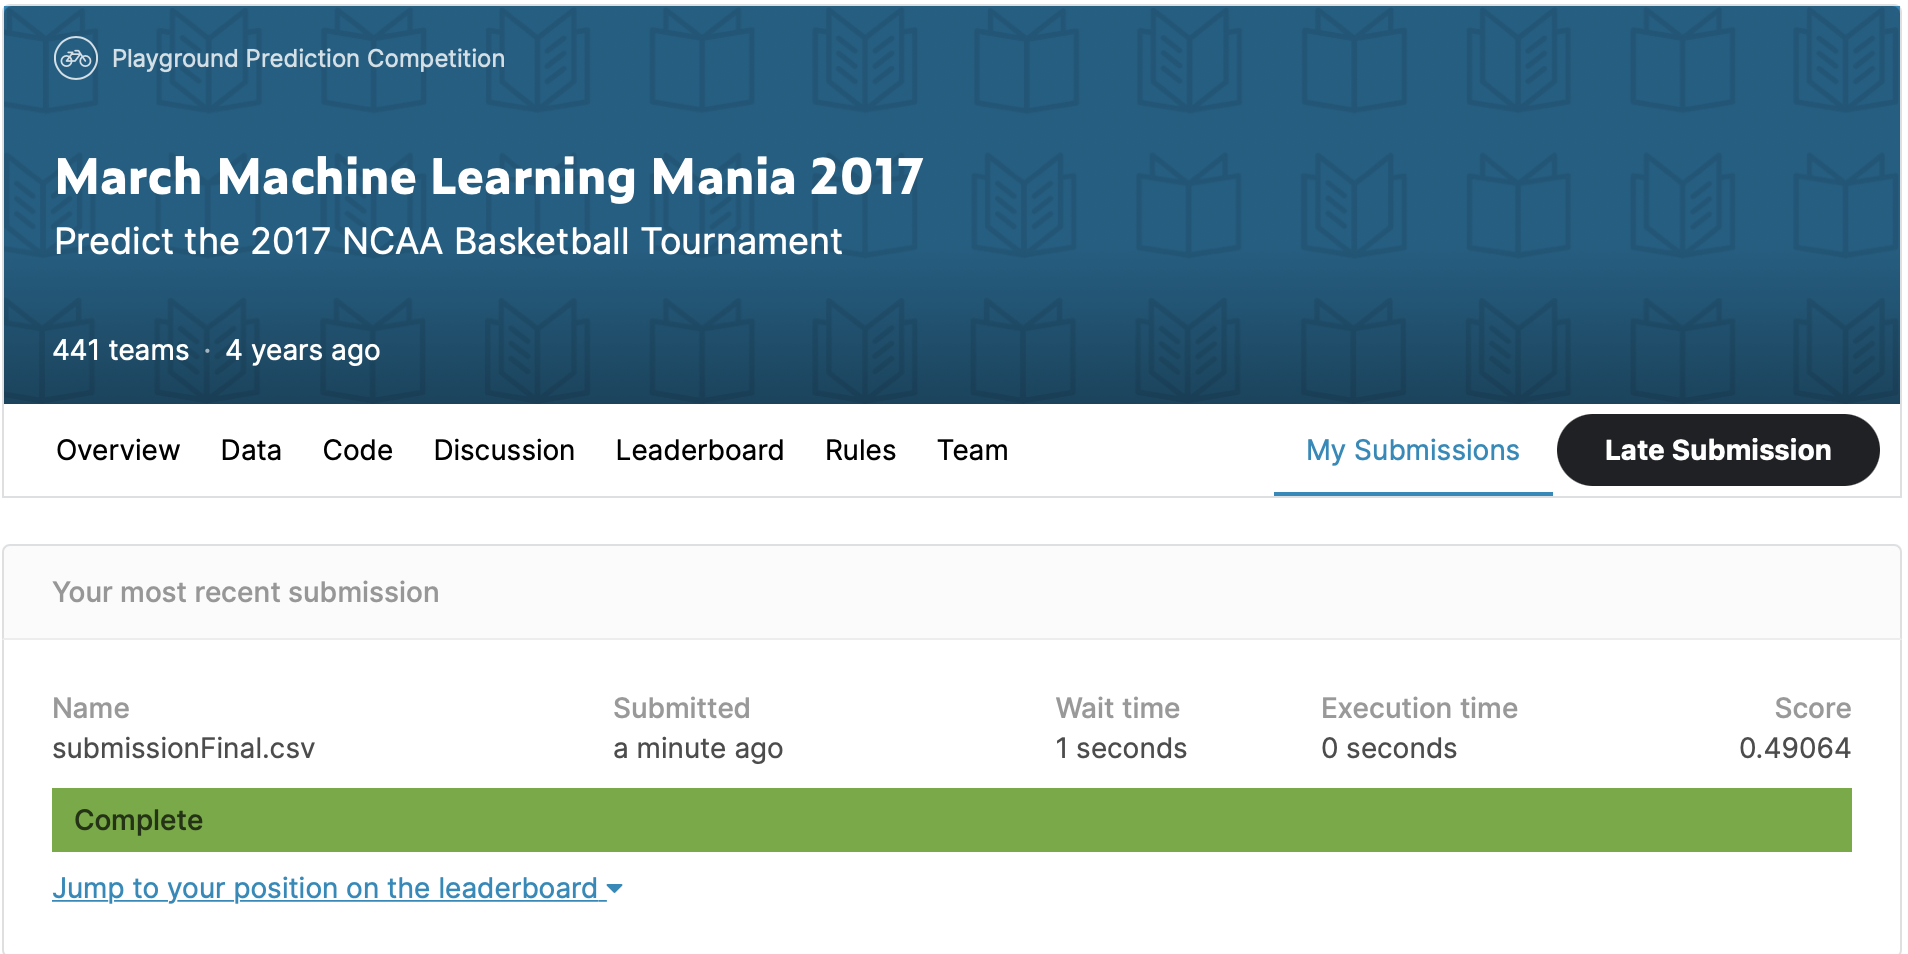 Playground Prediction Competition
March Machine Learning Mania 2017
Predict the 2017 NCAA Basketball Tournament
441 teams · 4 years ago
Overview Data Code Discussion Leaderboard Rules Team My Submissions Late Submission
Your most recent submission
Name Submitted Wait time Execution time Score
submissionFinal.csv a minute ago 1 seconds 0 seconds 0.49064
Complete
Jump to your position on the leaderboard